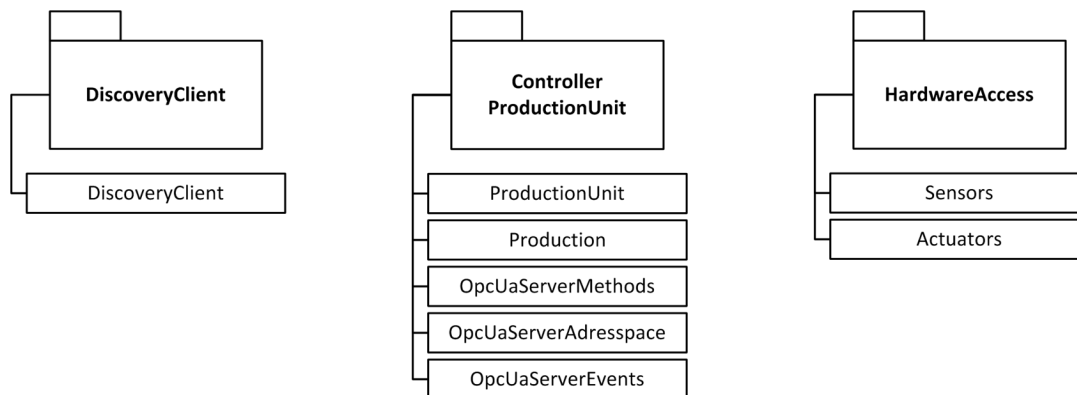 DiscoveryClient
DiscoveryClient
Controller
ProductionUnit
ProductionUnit
Production
OpcUaServerMethods
OpcUaServerAdresspace
OpcUaServerEvents
HardwareAccess
Sensors
Actuators